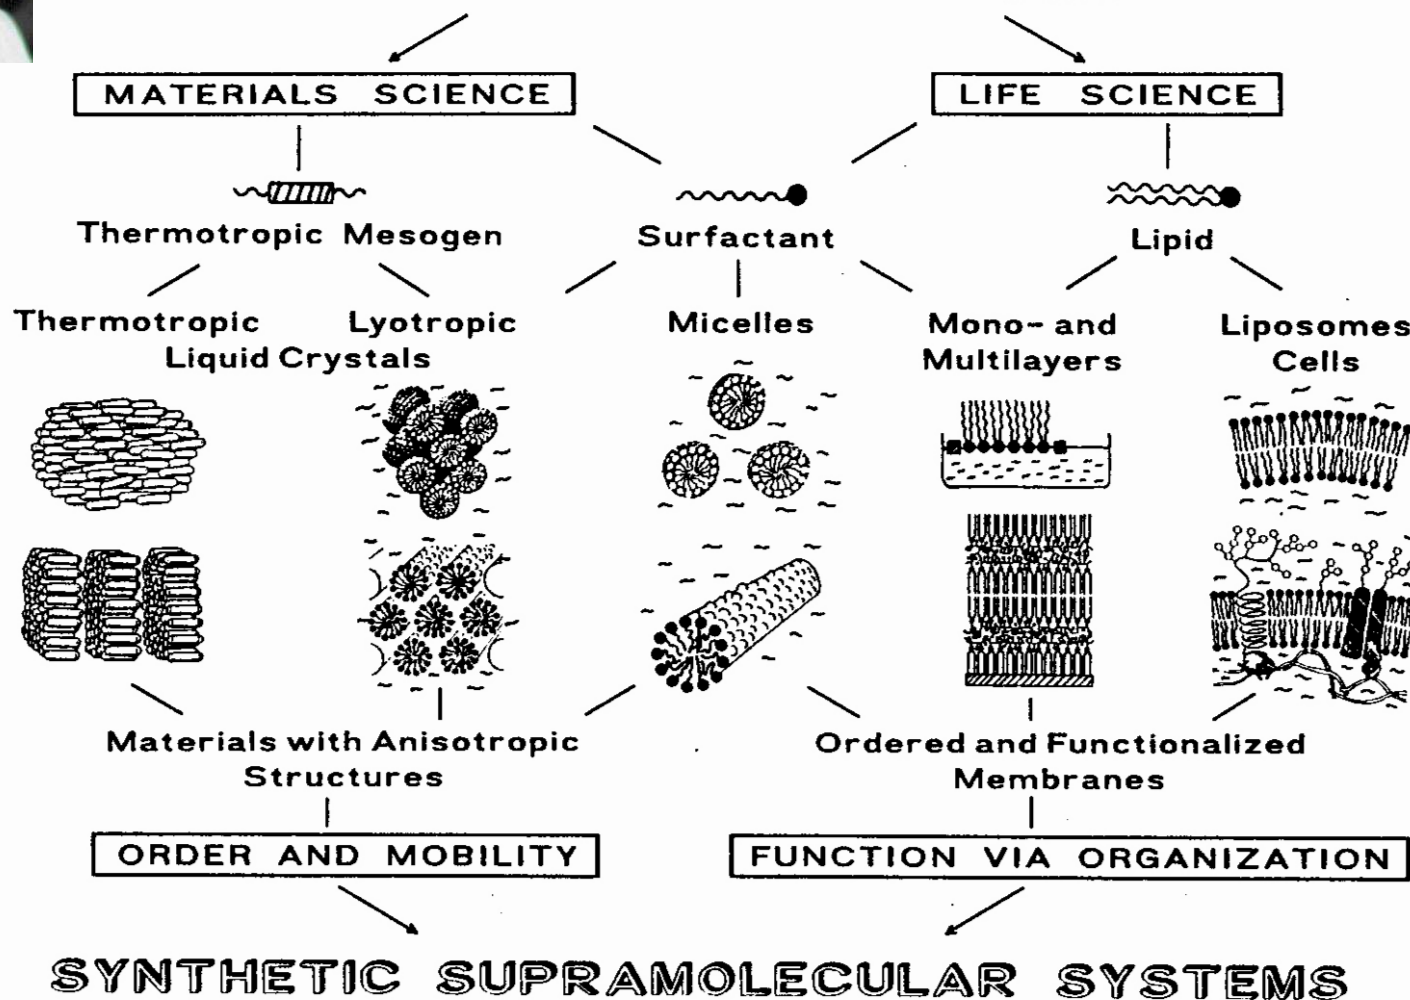 MATERIALS SCIENCE
LIFE SCIENCE
Thermotropic Mesogen
Surfactant
Lipid
Thermotropic Lyotropic
Liquid Crystals
Micelles
Mono- and
Multilayers
Liposomes
Cells
Materials with Anisotropic
Structures
Ordered and Functionalized
Membranes
ORDER AND MOBILITY
FUNCTION VIA ORGANIZATION
SYNTHETIC SUPRAMOLECULAR SYSTEMS